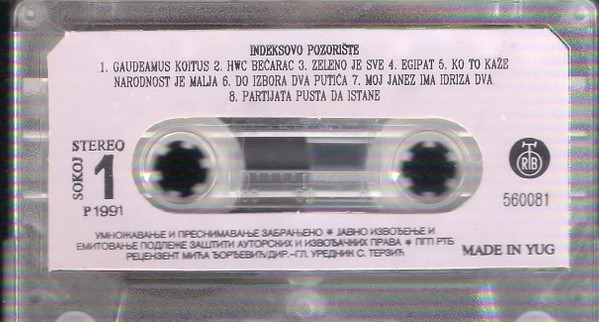 INDEKSOVO POZORIŠTE
1. GAUDEAMUS KOITUS 2. HWC BEČARAC 3. ZELENO JE SVE 4. EGIPAT 5. KO TO KAŽE
NARODNOST JE MALJA 6. DO IZBORA DVA PUTIĆA 7. MOJ JANEZ IMA IDRIZA DVA
8. PARTIJATA PUSTA DA ISTANE
SOKOJ
STEREO
1
P 1991
RTB
560081
УМНОЖАВАЊЕ И ПРЕСНИМАВАЊЕ ЗАБРАЊЕНО * ЈАВНО ИЗВОЂЕЊЕ И
ЕМИТОВАЊЕ ПОДЛЕЖЕ ЗАШТИТИ АУТОРСКИХ И ИЗВОЂАЧКИХ ПРАВА * ПГП РТБ
РЕЦЕНЗЕНТ МИЋА ЂОРЂЕВИЋ/ДИР.-ГЛ. УРЕДНИК С. ТЕРЗИЋ
MADE IN YUG